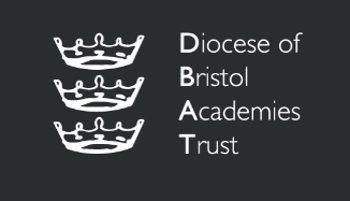 Diocese of
Bristol
Academies
Trust